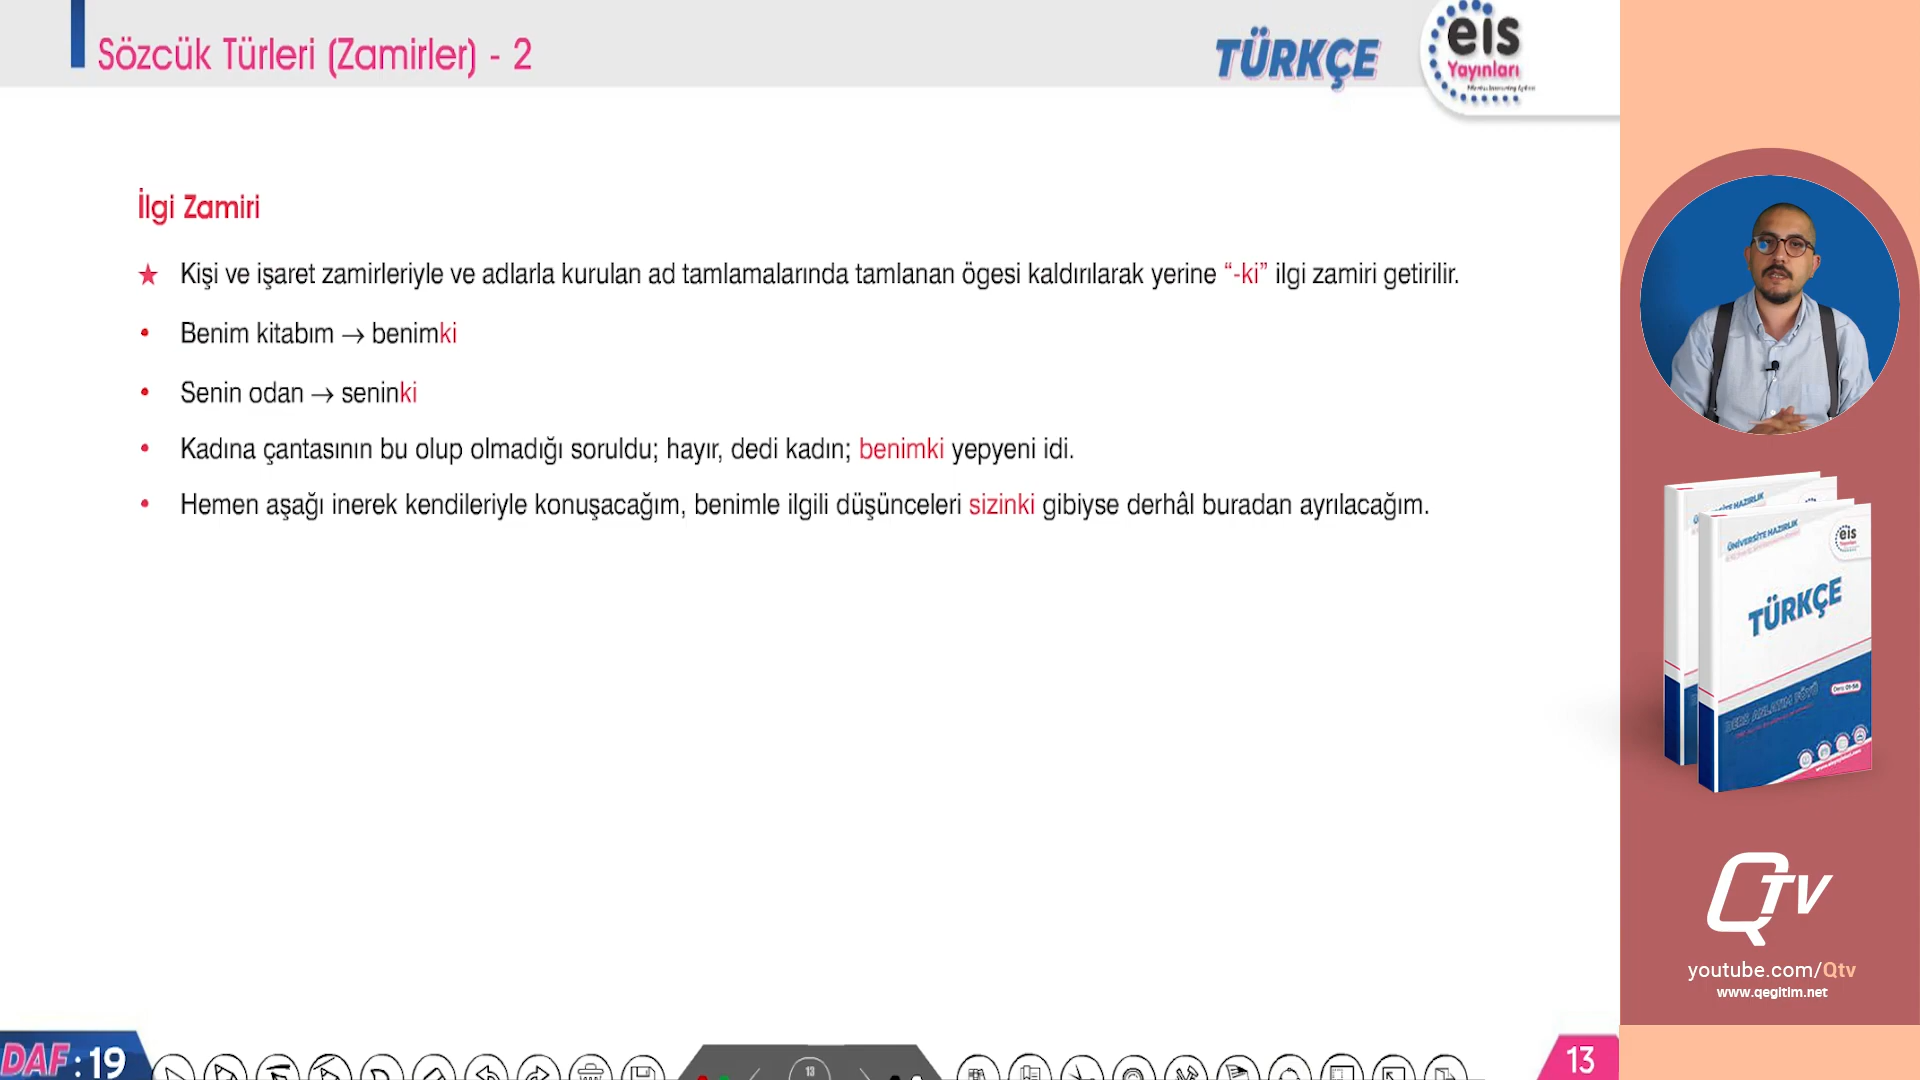 Sözcük Türleri (Zamirler) - 2
TÜRKÇE
eis
Yayınları
İlgi Zamiri
★ Kişi ve işaret zamirleriyle ve adlarla kurulan ad tamlamalarında tamlanan ögesi kaldırılarak yerine “-ki” ilgi zamiri getirilir.
• Benim kitabım → benimki
• Senin odan → seninki
• Kadına çantasının bu olup olmadığı soruldu; hayır, dedi kadın; benimki yepyeni idi.
• Hemen aşağı inerek kendileriyle konuşacağım, benimle ilgili düşünceleri sizinki gibiyse derhâl buradan ayrılacağım.
ÜNİVERSİTE HAZIRLIK
eis
TÜRKÇE
DERS ANLATIM FÖYÜ
QTV
youtube.com/Qtv
www.qegitim.net
DAF : 19
13
13